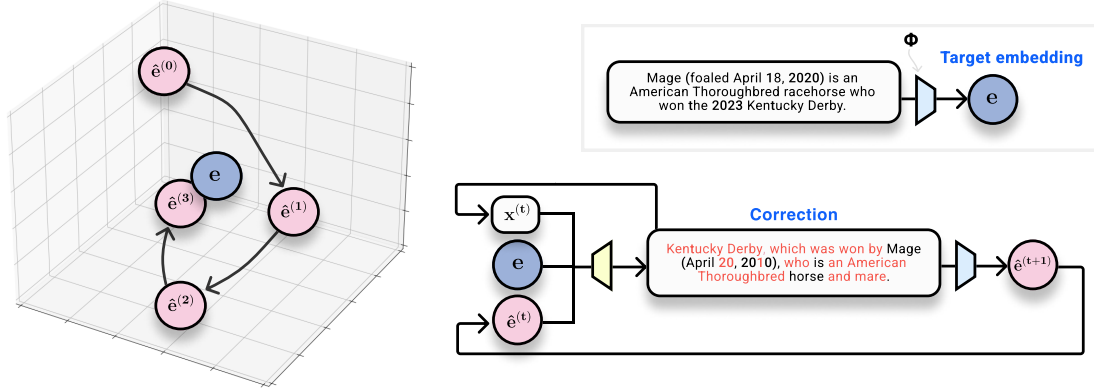 ê⁽⁰⁾
e
ê⁽³⁾
ê⁽¹⁾
ê⁽²⁾
Φ
Target embedding
Mage (foaled April 18, 2020) is an
American Thoroughbred racehorse who
won the 2023 Kentucky Derby.
e
Correction
x⁽ᵗ⁾
e
ê⁽ᵗ⁾
Kentucky Derby, which was won by Mage
(April 20, 2010), who is an American
Thoroughbred horse and mare.
ê⁽ᵗ⁺¹⁾